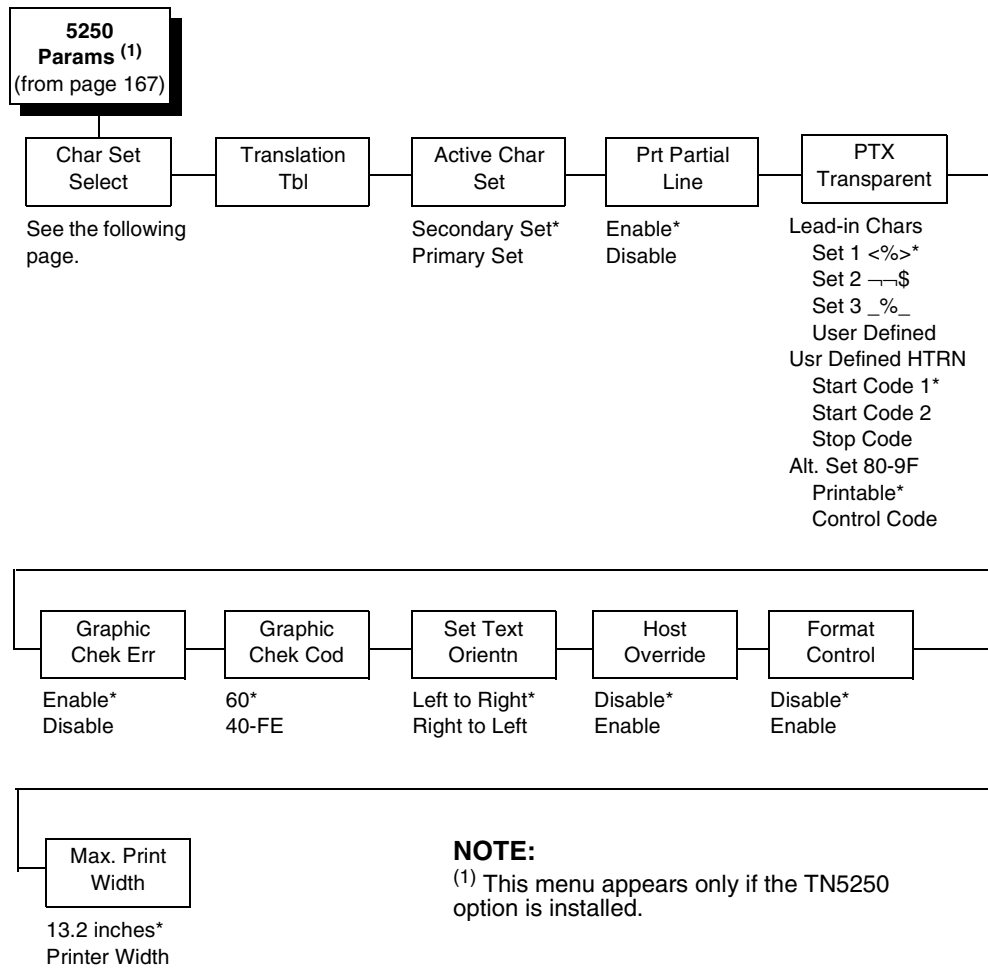 5250
Params (1)
(from page 167)
Char Set
Select
See the following
page.
Translation
Tbl
Active Char
Set
Secondary Set*
Primary Set
Prt Partial
Line
Enable*
Disable
PTX
Transparent
Lead-in Chars
Set 1 <%>*
Set 2 ¬¬$
Set 3 _%_
User Defined
Usr Defined HTRN
Start Code 1*
Start Code 2
Stop Code
Alt. Set 80-9F
Printable*
Control Code
Graphic
Chek Err
Enable*
Disable
Graphic
Chek Cod
60*
40-FE
Set Text
Orientn
Left to Right*
Right to Left
Host
Override
Disable*
Enable
Format
Control
Disable*
Enable
Max. Print
Width
13.2 inches*
Printer Width
NOTE:
(1) This menu appears only if the TN5250
option is installed.